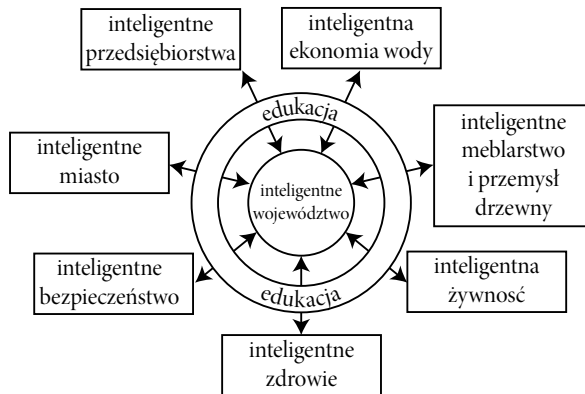 inteligentne
przedsiębiorstwa
inteligentna
ekonomia wody
edukacja
inteligentne
miasto
inteligentne
meblarstwo
i przemysł
drzewny
inteligentne
województwo
inteligentne
bezpieczeństwo
inteligentna
żywnosć
edukacja
inteligentne
zdrowie